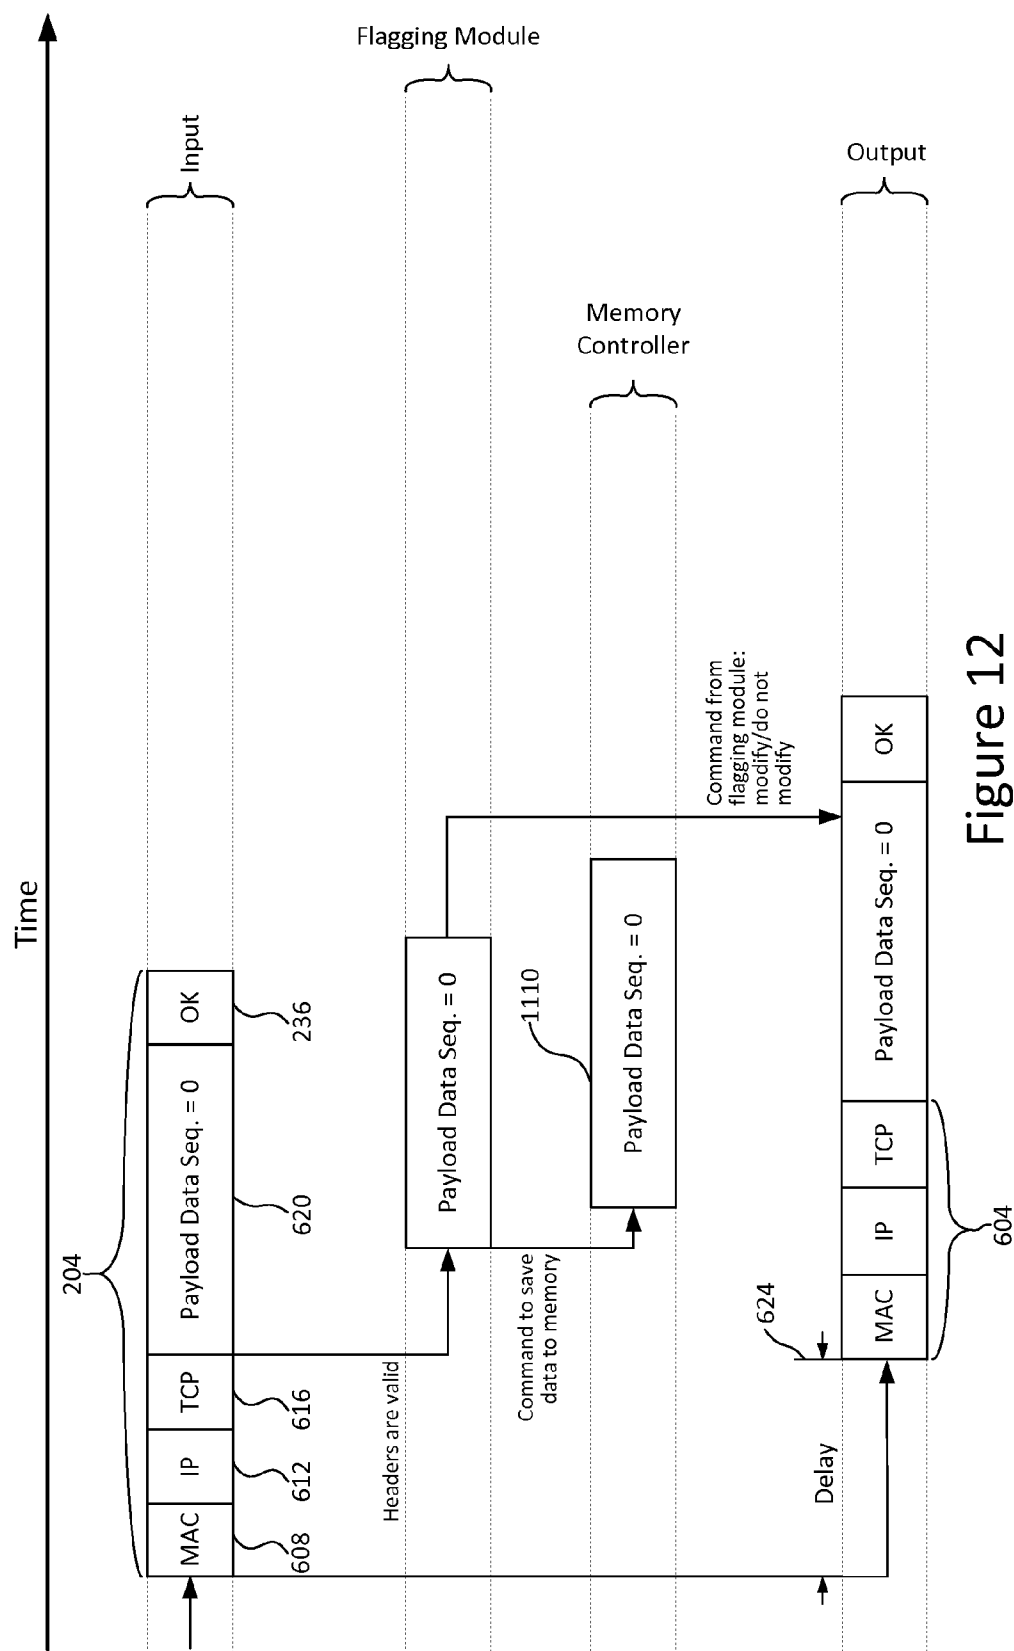 Time
204
MAC
IP
TCP
Payload Data Seq. = 0
OK
Input
608
612
616
620
236
Headers are valid
Payload Data Seq. = 0
Flagging Module
Command to save
data to memory
1110
Payload Data Seq. = 0
Memory
Controller
Command from
flagging module:
modify/do not
modify
Delay
624
MAC
IP
TCP
Payload Data Seq. = 0
OK
Output
604
Figure 12